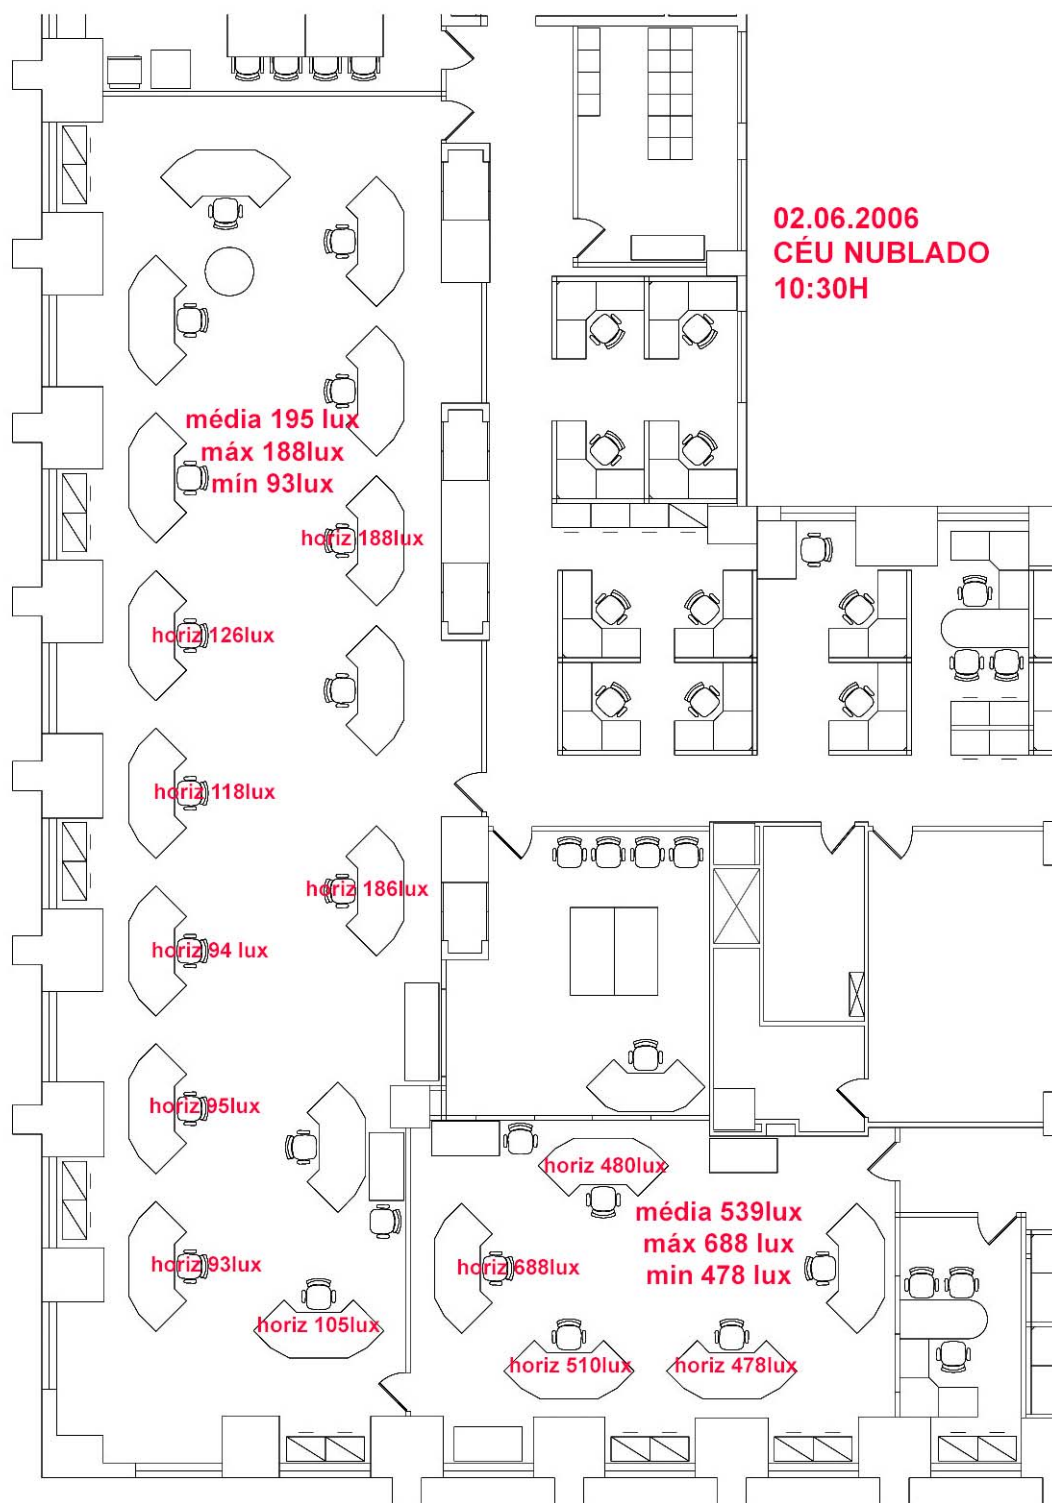 02.06.2006
CÉU NUBLADO
10:30H
média 195 lux
máx 188lux
mín 93lux
horiz 188lux
horiz 126lux
horiz 118lux
horiz 186lux
horiz 94 lux
horiz 95lux
horiz 480lux
média 539lux
máx 688 lux
min 478 lux
horiz 93lux
horiz 688lux
horiz 105lux
horiz 510lux
horiz 478lux